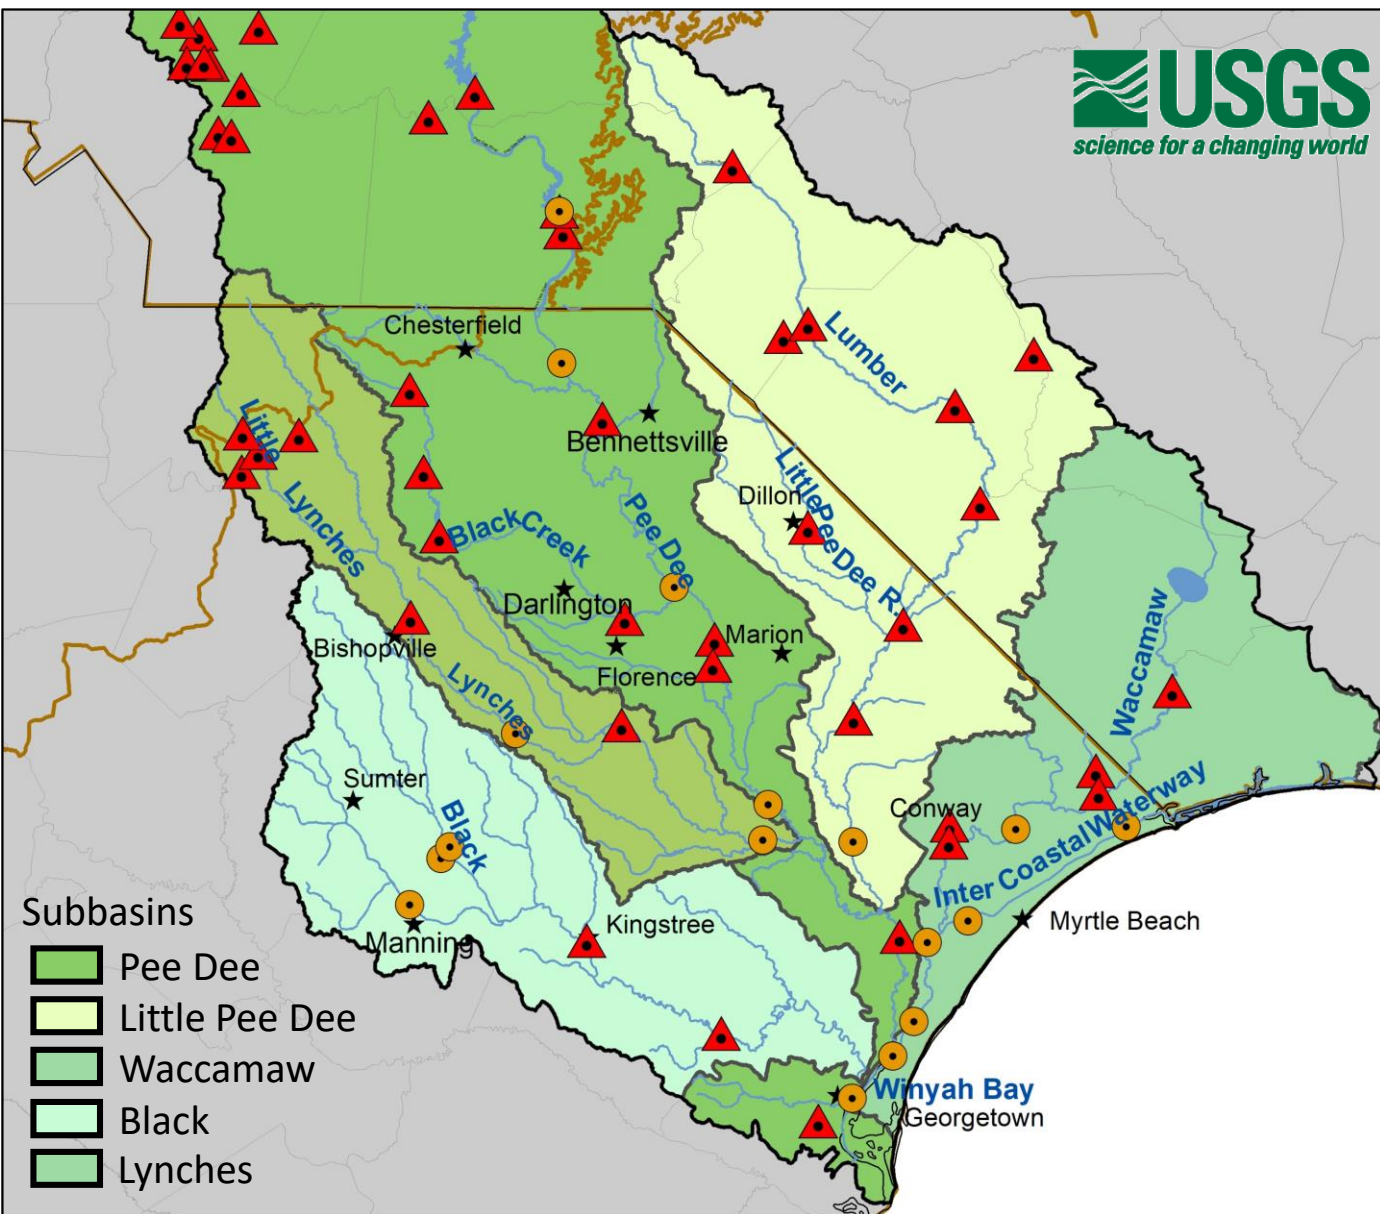 USGS
science for a changing world
Chesterfield
Lumber
Little
Bennettsville
Lynches
Black Creek
Pee Dee
Dillon
Little Pee Dee R.
Darlington
Waccamaw
Bishopville
Florence
Marion
Lynches
Sumter
Black
Conway
Inter Coastal Waterway
Myrtle Beach
Manning
Kingstree
Winyah Bay
Georgetown
Subbasins
Pee Dee
Little Pee Dee
Waccamaw
Black
Lynches